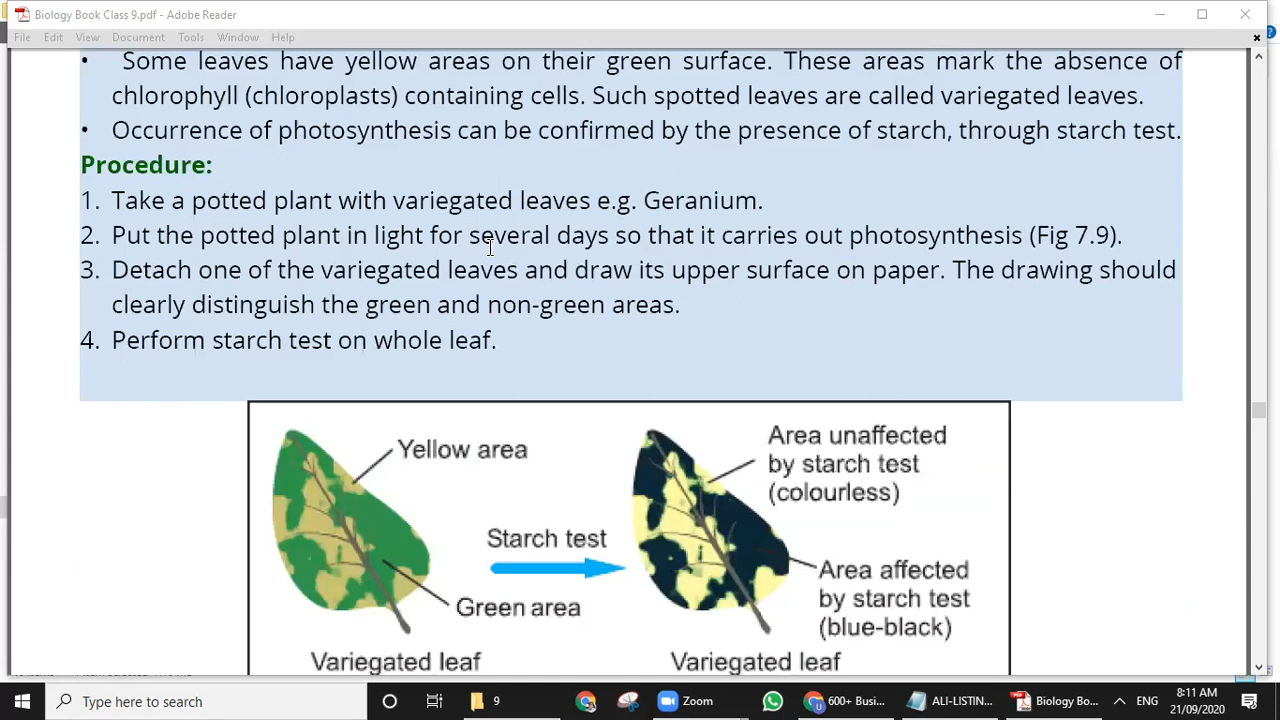 Biology Book Class 9.pdf - Adobe Reader
File Edit View Document Tools Window Help
• Some leaves have yellow areas on their green surface. These areas mark the absence of
chlorophyll (chloroplasts) containing cells. Such spotted leaves are called variegated leaves.
• Occurrence of photosynthesis can be confirmed by the presence of starch, through starch test.
Procedure:
1. Take a potted plant with variegated leaves e.g. Geranium.
2. Put the potted plant in light for several days so that it carries out photosynthesis (Fig 7.9).
3. Detach one of the variegated leaves and draw its upper surface on paper. The drawing should
clearly distinguish the green and non-green areas.
4. Perform starch test on whole leaf.
Yellow area
Green area
Variegated leaf
Starch test
Area unaffected
by starch test
(colourless)
Area affected
by starch test
(blue-black)
Variegated leaf
Type here to search
9
Zoom
600+ Busi...
ALI-LISTIN...
Biology Bo...
ENG
8:11 AM
21/09/2020